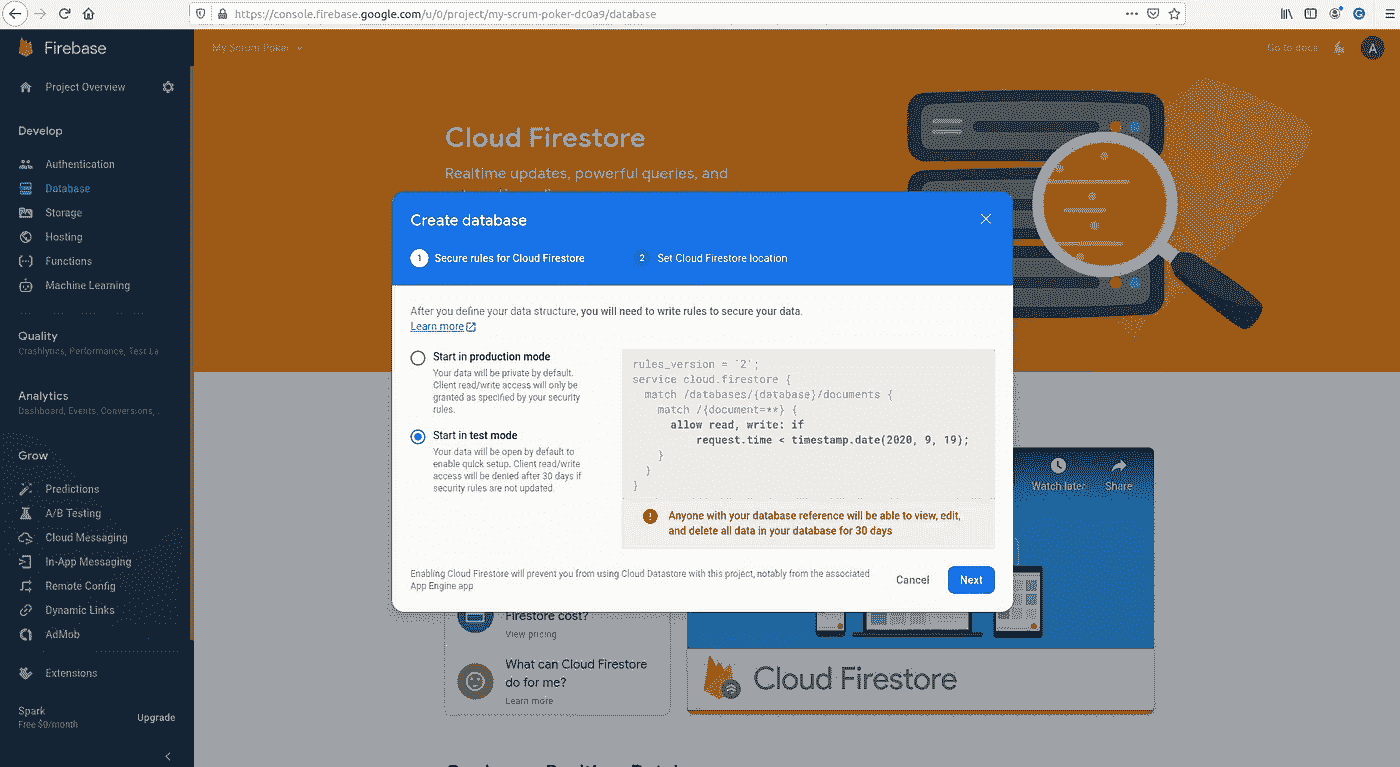 https://console.firebase.google.com/u/0/project/my-scrum-poker-dc0a9/database
Firebase
My Scrum Poker
Go to docs
A
Project Overview
Develop
Authentication
Database
Storage
Hosting
Functions
Machine Learning
Quality
Crashlytics, Performance, Test La
Analytics
Dashboard, Events, Conversions,
Grow
Predictions
A/B Testing
Cloud Messaging
In-App Messaging
Remote Config
Dynamic Links
AdMob
Extensions
Spark
Free $0/month
Upgrade
Cloud Firestore
Realtime updates, powerful queries, and
Create database
1 Secure rules for Cloud Firestore
2 Set Cloud Firestore location
After you define your data structure, you will need to write rules to secure your data.
Learn more
Start in production mode
Your data will be private by default.
Client read/write access will only be
granted as specified by your security
rules.
Start in test mode
Your data will be open by default to
enable quick setup. Client read/write
access will be denied after 30 days if
security rules are not updated.
rules_version = '2';
service cloud.firestore {
match /databases/{database}/documents {
match /{document=**} {
allow read, write: if
request.time < timestamp.date(2020, 9, 19);
}
}
}
Anyone with your database reference will be able to view, edit,
and delete all data in your database for 30 days
Enabling Cloud Firestore will prevent you from using Cloud Datastore with this project, notably from the associated
App Engine app
Cancel
Next
Watch later
Share
Firestore cost?
View pricing
What can Cloud Firestore
do for me?
Learn more
Cloud Firestore